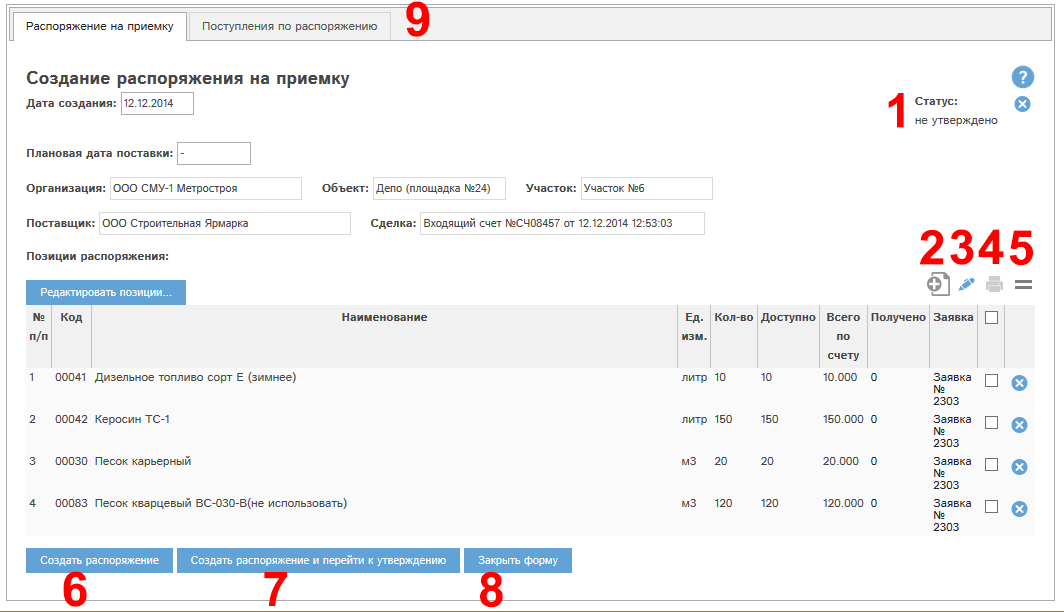 Распоряжение на приемку Поступления по распоряжению 9
Создание распоряжения на приемку ?
Дата создания: 12.12.2014 1 Статус:
не утверждено
Плановая дата поставки: -
Организация: ООО СМУ-1 Метростроя Объект: Депо (площадка №24) Участок: Участок №6
Поставщик: ООО Строительная Ярмарка Сделка: Входящий счет №СЧ08457 от 12.12.2014 12:53:03
Позиции распоряжения: 2 3 4 5
Редактировать позиции...
№ п/п Код Наименование Ед. изм. Кол-во Доступно Всего по счету Получено Заявка
1 00041 Дизельное топливо сорт Е (зимнее) литр 10 10 10.000 0 Заявка № 2303
2 00042 Керосин ТС-1 литр 150 150 150.000 0 Заявка № 2303
3 00030 Песок карьерный м3 20 20 20.000 0 Заявка № 2303
4 00083 Песок кварцевый ВС-030-В(не использовать) м3 120 120 120.000 0 Заявка № 2303
Создать распоряжение Создать распоряжение и перейти к утверждению Закрыть форму
6 7 8